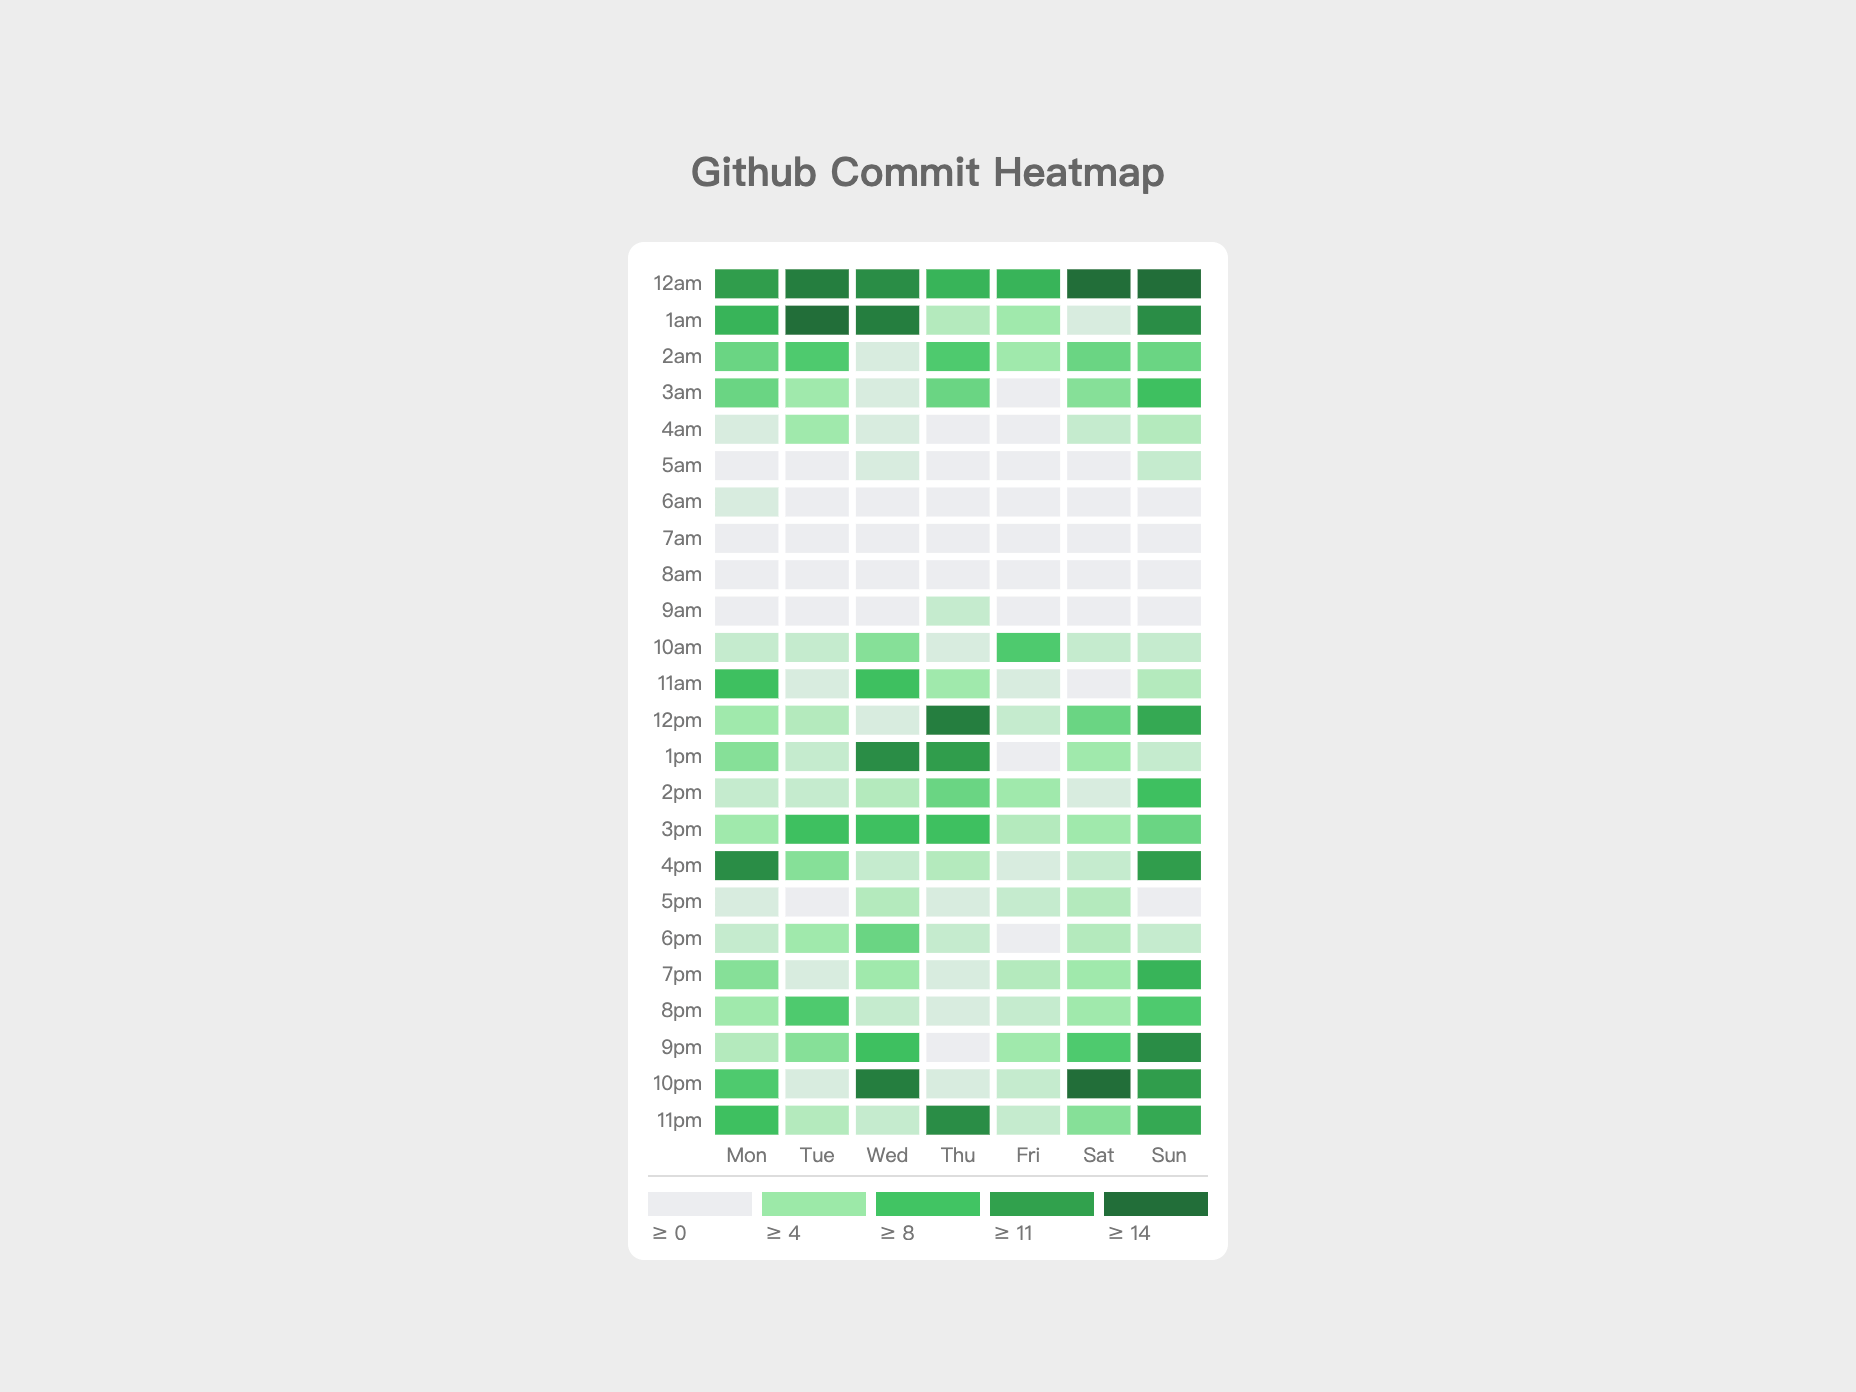 Github Commit Heatmap
12am
1am
2am
3am
4am
5am
6am
7am
8am
9am
10am
11am
12pm
1pm
2pm
3pm
4pm
5pm
6pm
7pm
8pm
9pm
10pm
11pm
Mon Tue Wed Thu Fri Sat Sun
≥ 0 ≥ 4 ≥ 8 ≥ 11 ≥ 14